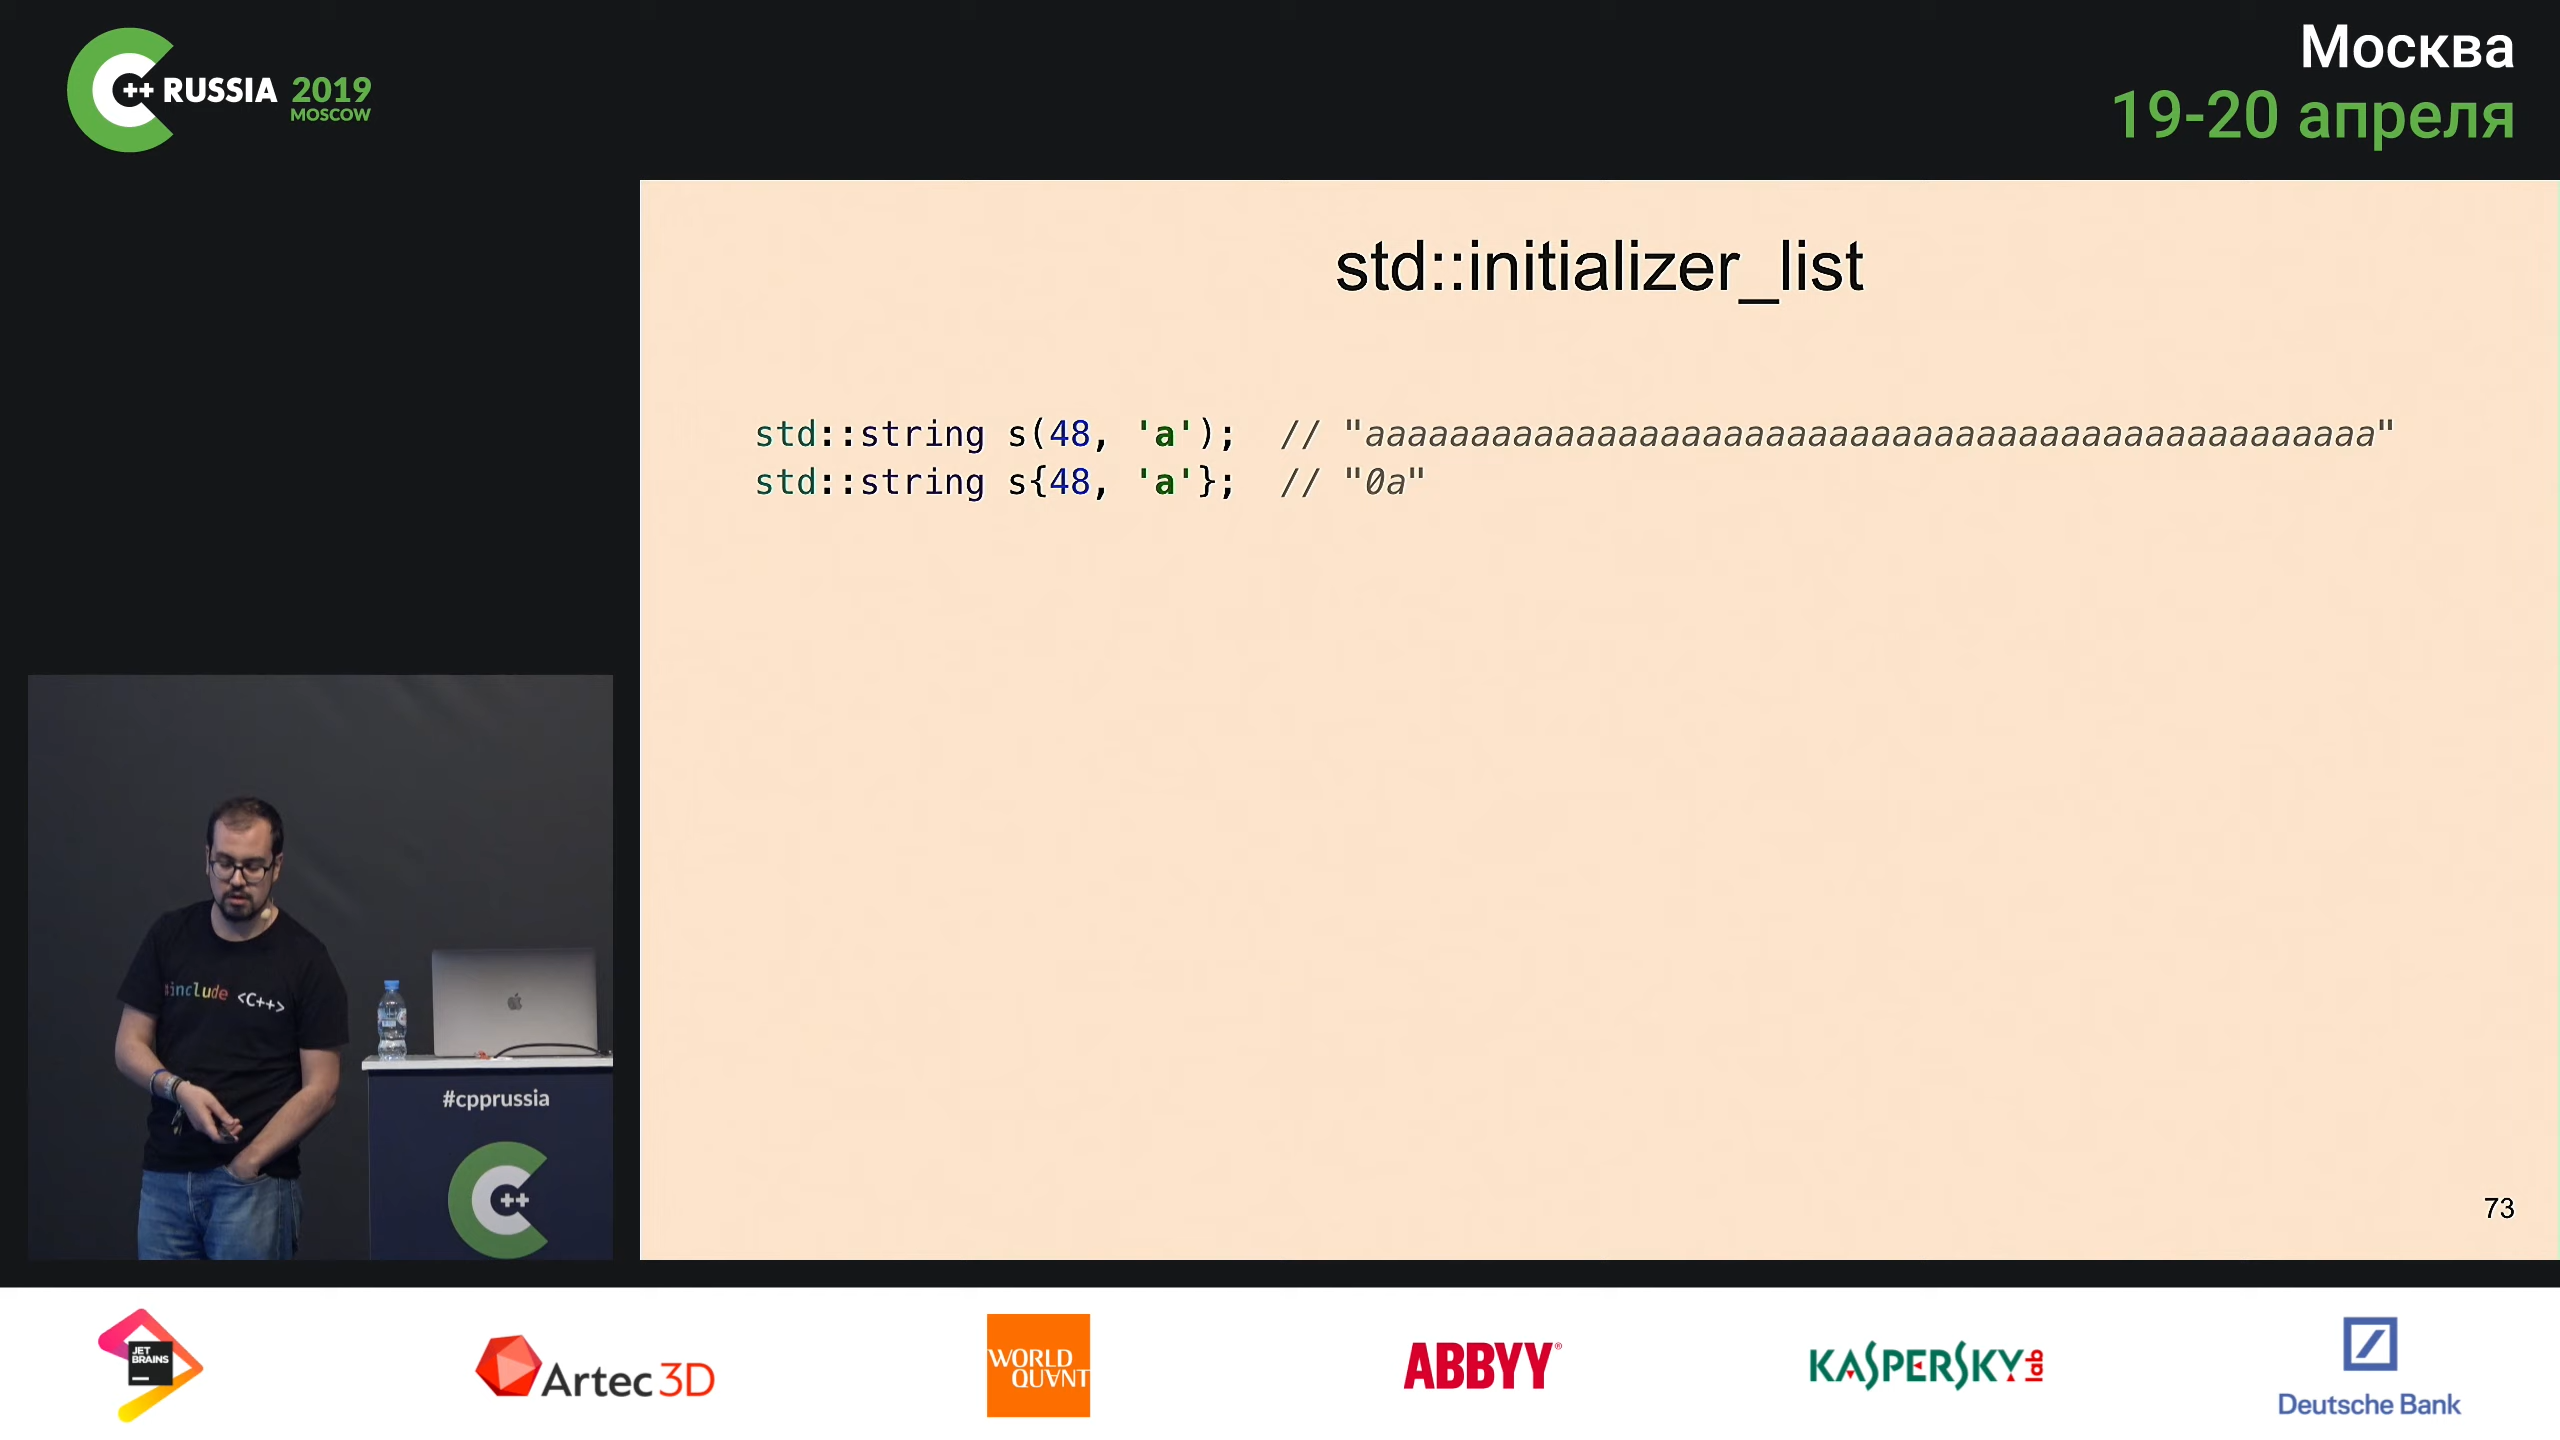 C++ RUSSIA 2019
MOSCOW
Москва
19-20 апреля
std::initializer_list
std::string s(48, 'a'); // "aaaaaaaaaaaaaaaaaaaaaaaaaaaaaaaaaaaaaaaaaaaaaaaa"
std::string s{48, 'a'}; // "0a"
#include <C++>
#cpprussia
C++
73
JET
BRAINS
Artec 3D
WORLD
QUANT
ABBYY®
KASPERSKY lab
Deutsche Bank